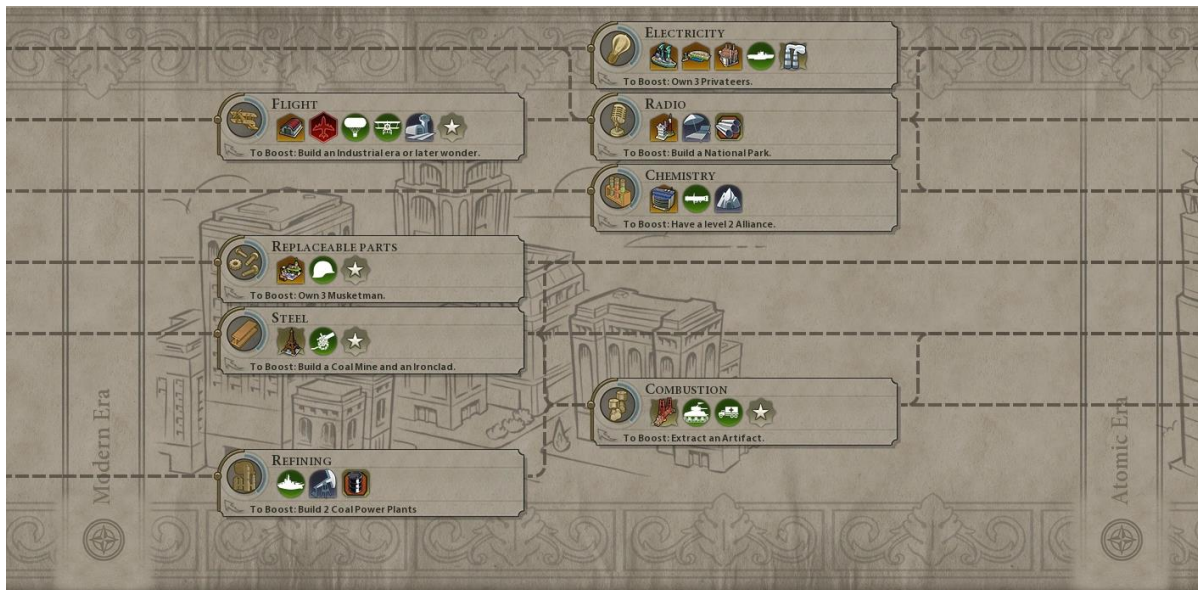 ELECTRICITY
To Boost: Own 3 Privateers.
FLIGHT
To Boost: Build an Industrial era or later wonder.
RADIO
To Boost: Build a National Park.
CHEMISTRY
To Boost: Have a level 2 Alliance.
REPLACEABLE PARTS
To Boost: Own 3 Musketman.
STEEL
To Boost: Build a Coal Mine and an Ironclad.
COMBUSTION
To Boost: Extract an Artifact.
REFINING
To Boost: Build 2 Coal Power Plants
Modern Era
Atomic Era